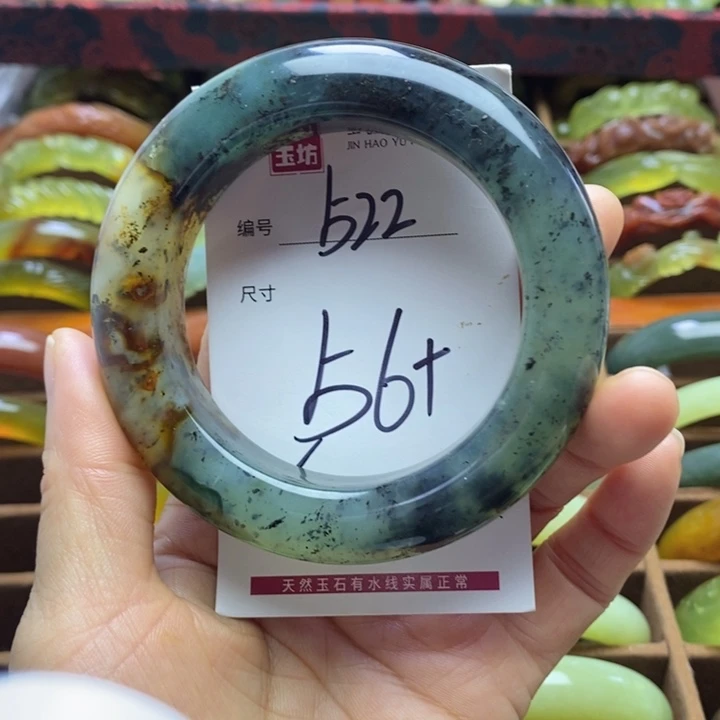 玉坊
JIN HAO YU
编号 522
尺寸
56+
天然玉石有水线实属正常